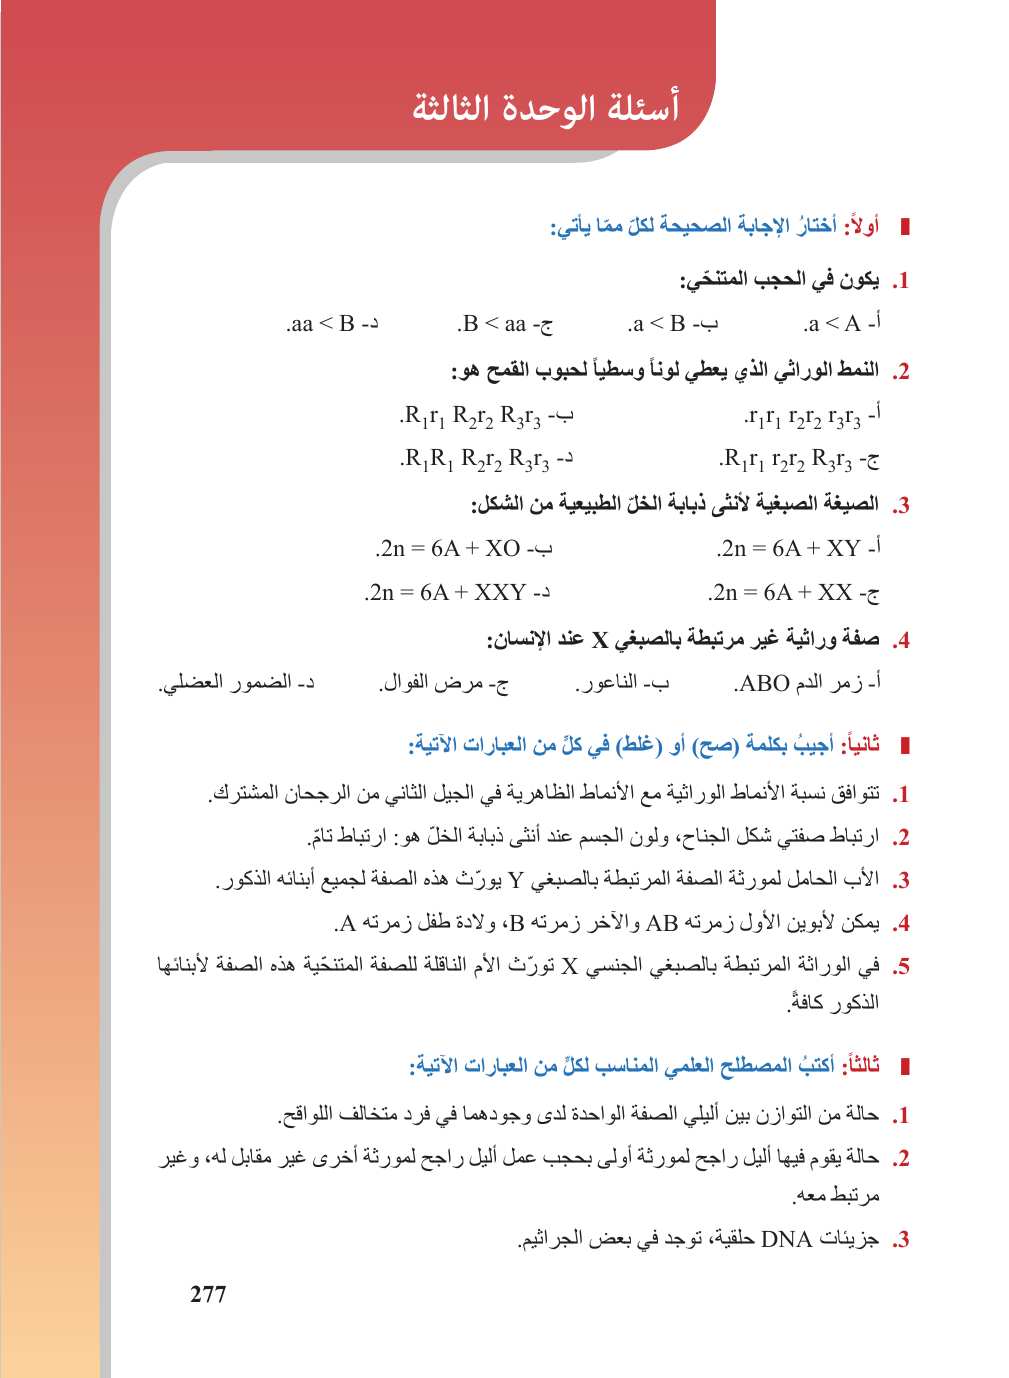 أسئلة الوحدة الثالثة
أولاً: أختارُ الإجابة الصحيحة لكلّ ممّا يأتي:
1. يكون في الحجب المتنحّي:
أ- a < A. ب- a < B. ج- B < aa. د- aa < B.
2. النمط الوراثي الذي يعطي لوناً وسطياً لحبوب القمح هو:
أ- r₁r₁ r₂r₂ r₃r₃. ب- R₁r₁ R₂r₂ R₃r₃.
ج- R₁r₁ r₂r₂ R₃r₃. د- R₁R₁ R₂r₂ R₃r₃.
3. الصيغة الصبغية لأنثى ذبابة الخلّ الطبيعية من الشكل:
أ- 2n = 6A + XY. ب- 2n = 6A + XO.
ج- 2n = 6A + XX. د- 2n = 6A + XXY.
4. صفة وراثية غير مرتبطة بالصبغي X عند الإنسان:
أ- زمر الدم ABO. ب- الناعور. ج- مرض الفوال. د- الضمور العضلي.
ثانياً: أجيبُ بكلمة (صح) أو (غلط) في كلٍّ من العبارات الآتية:
1. تتوافق نسبة الأنماط الوراثية مع الأنماط الظاهرية في الجيل الثاني من الرجحان المشترك.
2. ارتباط صفتي شكل الجناح، ولون الجسم عند أنثى ذبابة الخلّ هو: ارتباط تامّ.
3. الأب الحامل لمورثة الصفة المرتبطة بالصبغي Y يورّث هذه الصفة لجميع أبنائه الذكور.
4. يمكن لأبوين الأول زمرته AB والآخر زمرته B، ولادة طفل زمرته A.
5. في الوراثة المرتبطة بالصبغي الجنسي X تورّث الأم الناقلة للصفة المتنحّية هذه الصفة لأبنائها
الذكور كافةً.
ثالثاً: أكتبُ المصطلح العلمي المناسب لكلٍّ من العبارات الآتية:
1. حالة من التوازن بين أليلي الصفة الواحدة لدى وجودهما في فرد متخالف اللواقح.
2. حالة يقوم فيها أليل راجح لمورثة أولى بحجب عمل أليل راجح لمورثة أخرى غير مقابل له، وغير
مرتبط معه.
3. جزيئات DNA حلقية، توجد في بعض الجراثيم.
277